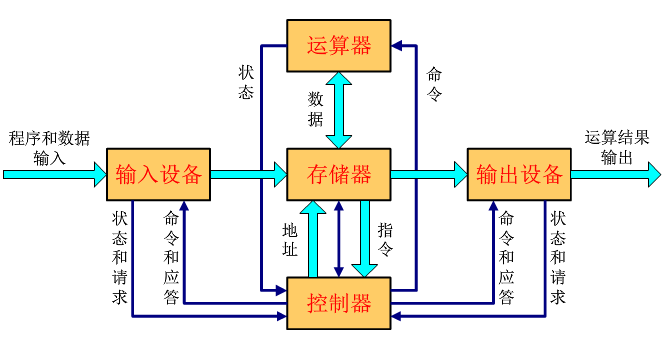 运算器
状态
命令
数据
程序和数据
输入
运算结果
输出
输入设备
存储器
输出设备
状态和请求
命令和应答
地址
指令
命令和应答
状态和请求
控制器